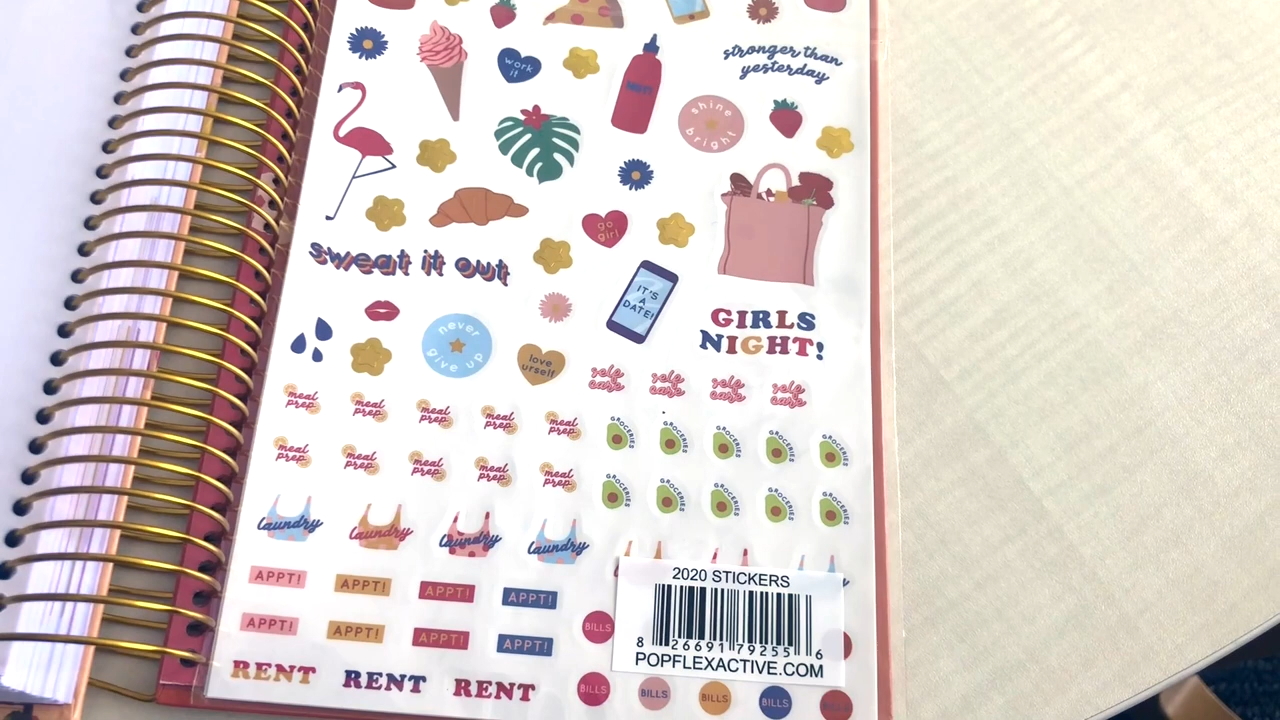 work
it
stronger than
yesterday
shine
bright
go
girl
sweat it out
IT'S
A
DATE!
GIRLS
NIGHT!
never
give up
love
urself
self
care
self
care
self
care
self
care
meal
prep
meal
prep
meal
prep
meal
prep
meal
prep
GROCERIES
GROCERIES
GROCERIES
GROCERIES
GROCERIES
meal
prep
meal
prep
meal
prep
meal
prep
meal
prep
GROCERIES
GROCERIES
GROCERIES
GROCERIES
GROCERIES
Laundry
Laundry
Laundry
Laundry
APPT!
APPT!
APPT!
APPT!
APPT!
APPT!
APPT!
APPT!
BILLS
2020 STICKERS
8 26691 79255 6
POPFLEXACTIVE.COM
RENT
RENT
RENT
BILLS
BILLS
BILLS
BILLS
BILLS